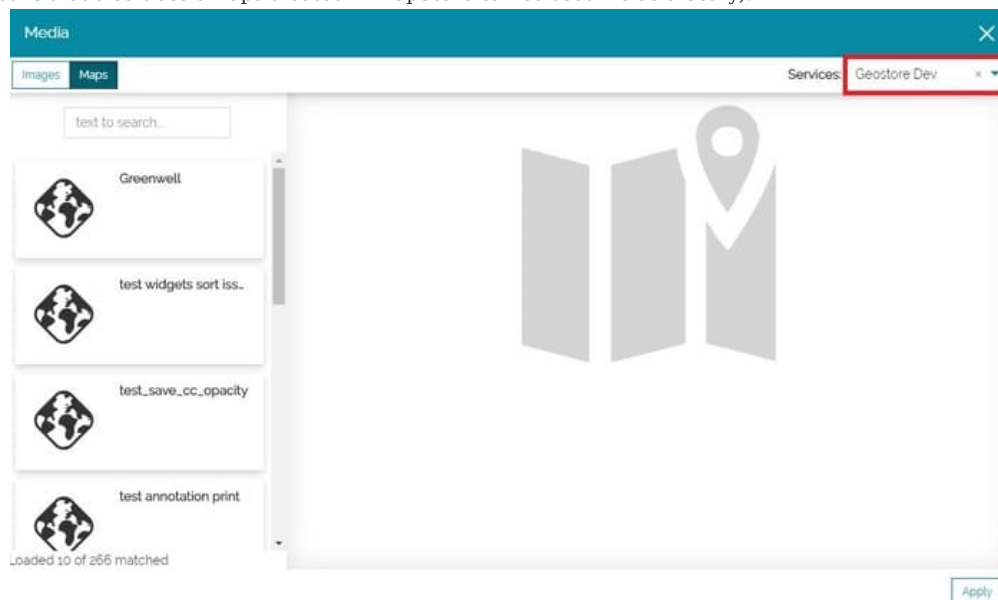 Media
Images Maps Services: Geostore Dev
text to search...
Greenwell
test widgets sort iss...
test_save_cc_opacity
test annotation print
Loaded 10 of 266 matched
Apply